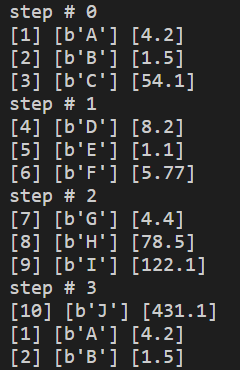 step # 0
[1] [b'A'] [4.2]
[2] [b'B'] [1.5]
[3] [b'C'] [54.1]
step # 1
[4] [b'D'] [8.2]
[5] [b'E'] [1.1]
[6] [b'F'] [5.77]
step # 2
[7] [b'G'] [4.4]
[8] [b'H'] [78.5]
[9] [b'I'] [122.1]
step # 3
[10] [b'J'] [431.1]
[1] [b'A'] [4.2]
[2] [b'B'] [1.5]